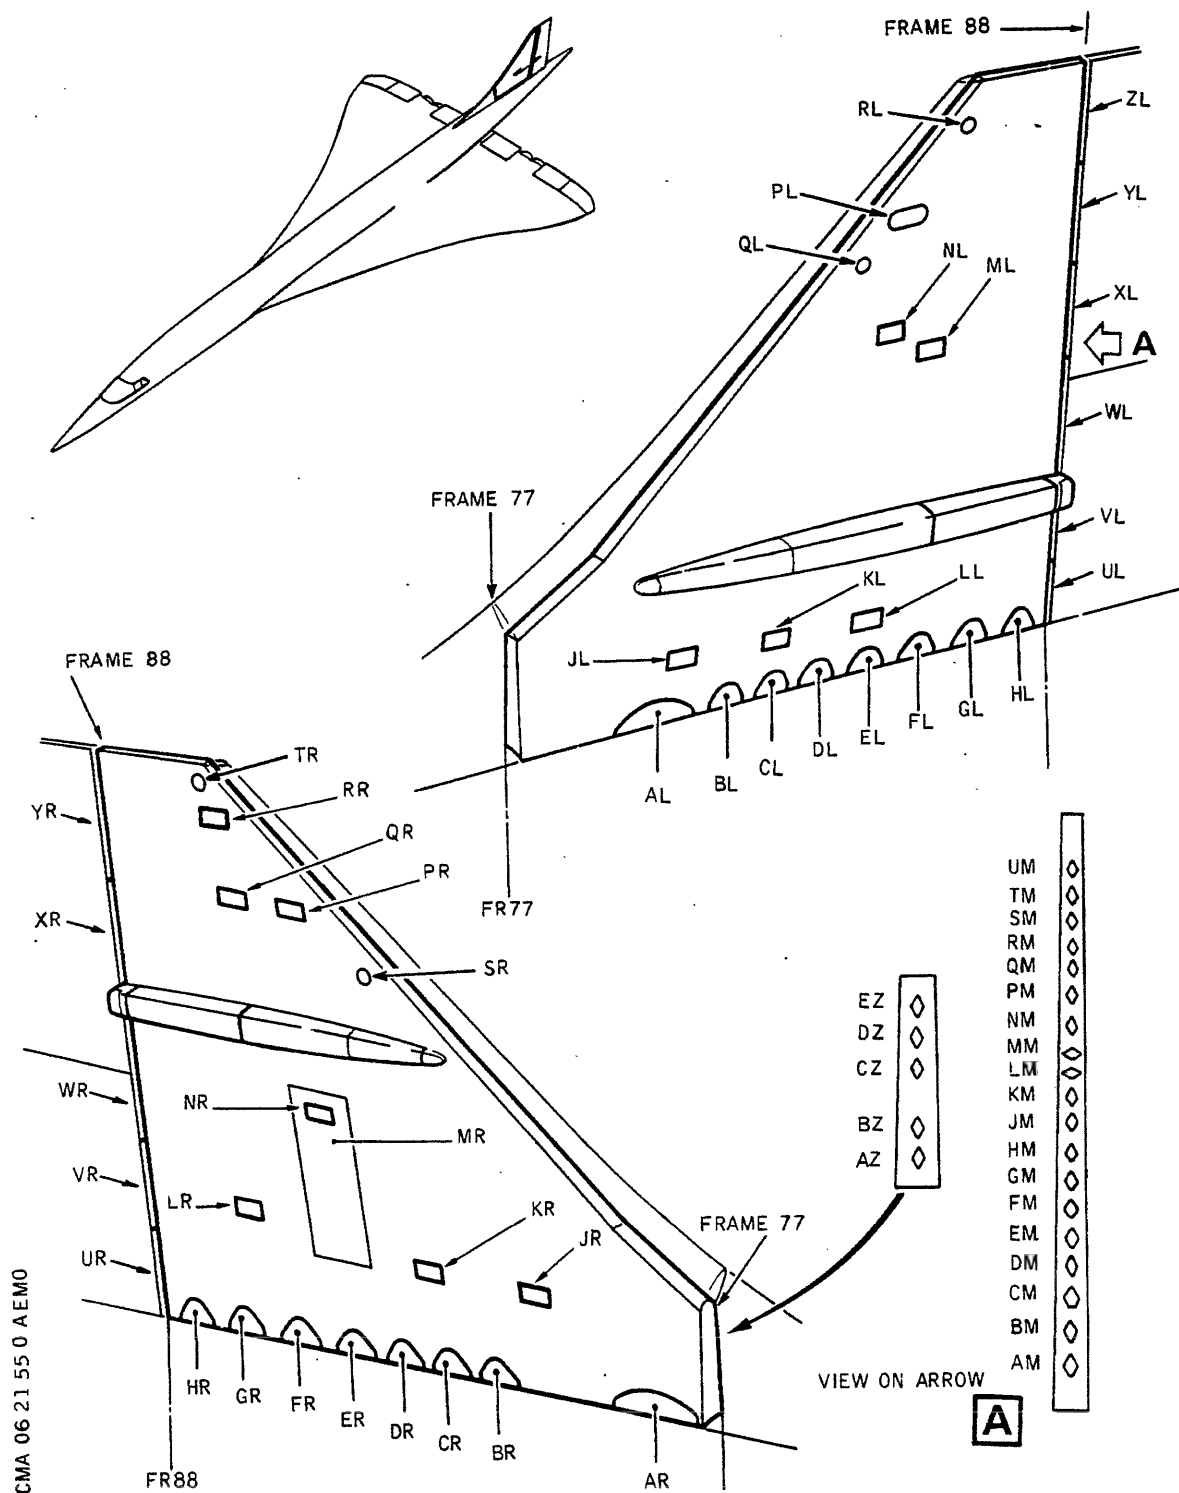 FRAME 88
ZL
RL
YL
PL
QL
NL
ML
XL
A
WL
FRAME 77
VL
UL
KL
LL
JL
HL
GL
FL
EL
DL
CL
BL
AL
FR77
FRAME 88
TR
RR
YR
QR
PR
XR
SR
WR
NR
MR
VR
LR
KR
JR
UR
FRAME 77
HR
GR
FR
ER
DR
CR
BR
AR
FR88
EZ
DZ
CZ
BZ
AZ
UM
TM
SM
RM
QM
PM
NM
MM
LM
KM
JM
HM
GM
FM
EM
DM
CM
BM
AM
VIEW ON ARROW
A
CMA 06 21 55 0 AEM0